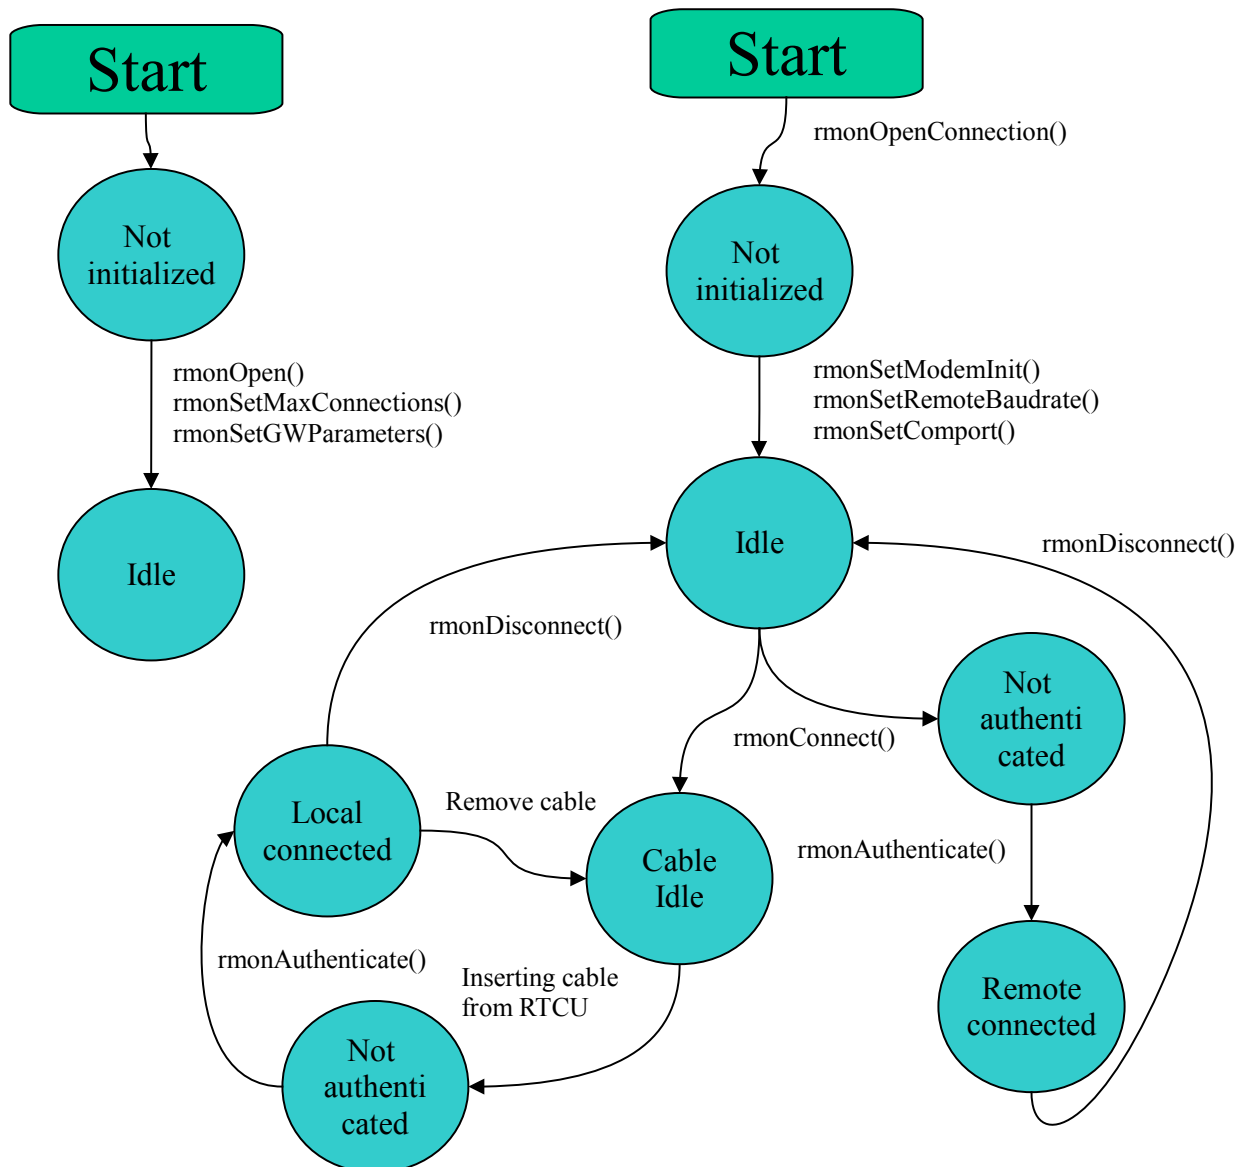 Start
Not
initialized
rmonOpen()
rmonSetMaxConnections()
rmonSetGWParameters()
Idle
Start
rmonOpenConnection()
Not
initialized
rmonSetModemInit()
rmonSetRemoteBaudrate()
rmonSetComport()
Idle
rmonDisconnect()
rmonDisconnect()
rmonConnect()
Not
authenti
cated
Local
connected
Remove cable
Cable
Idle
rmonAuthenticate()
rmonAuthenticate()
Inserting cable
from RTCU
Remote
connected
Not
authenti
cated